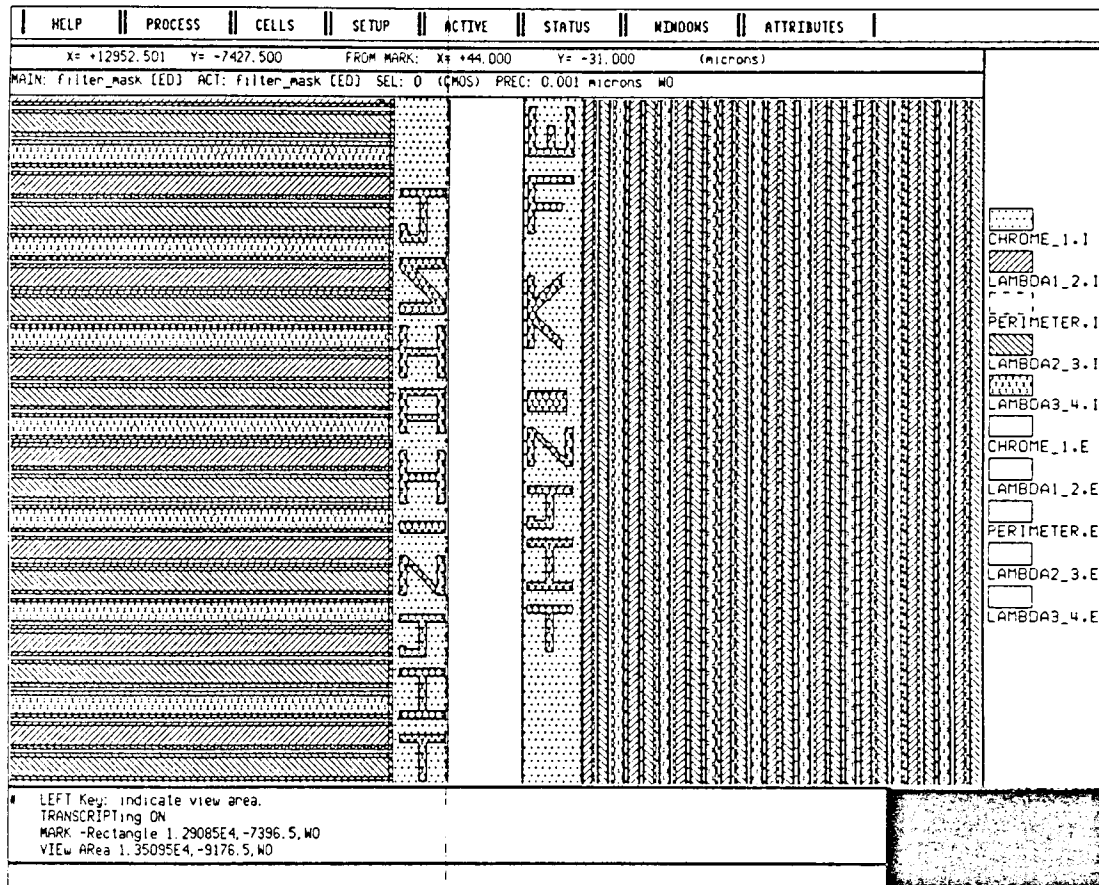 HELP PROCESS CELLS SETUP ACTIVE STATUS WINDOWS ATTRIBUTES
X= +12952.501 Y= -7427.500 FROM MARK: X= +44.000 Y= -31.000 (microns)
MAIN: filter_mask [ED] ACT: filter_mask [ED] SEL: 0 (CMOS) PREC: 0.001 microns W0
CHROME_1.I
LAMBDA1_2.I
PERIMETER.I
LAMBDA2_3.I
LAMBDA3_4.I
CHROME_1.E
LAMBDA1_2.E
PERIMETER.E
LAMBDA2_3.E
LAMBDA3_4.E
# LEFT Key: indicate view area.
TRANSCRIPTing ON
MARK -Rectangle 1.29085E4,-7396.5,W0
VIEW ARea 1.35095E4,-9176.5,W0